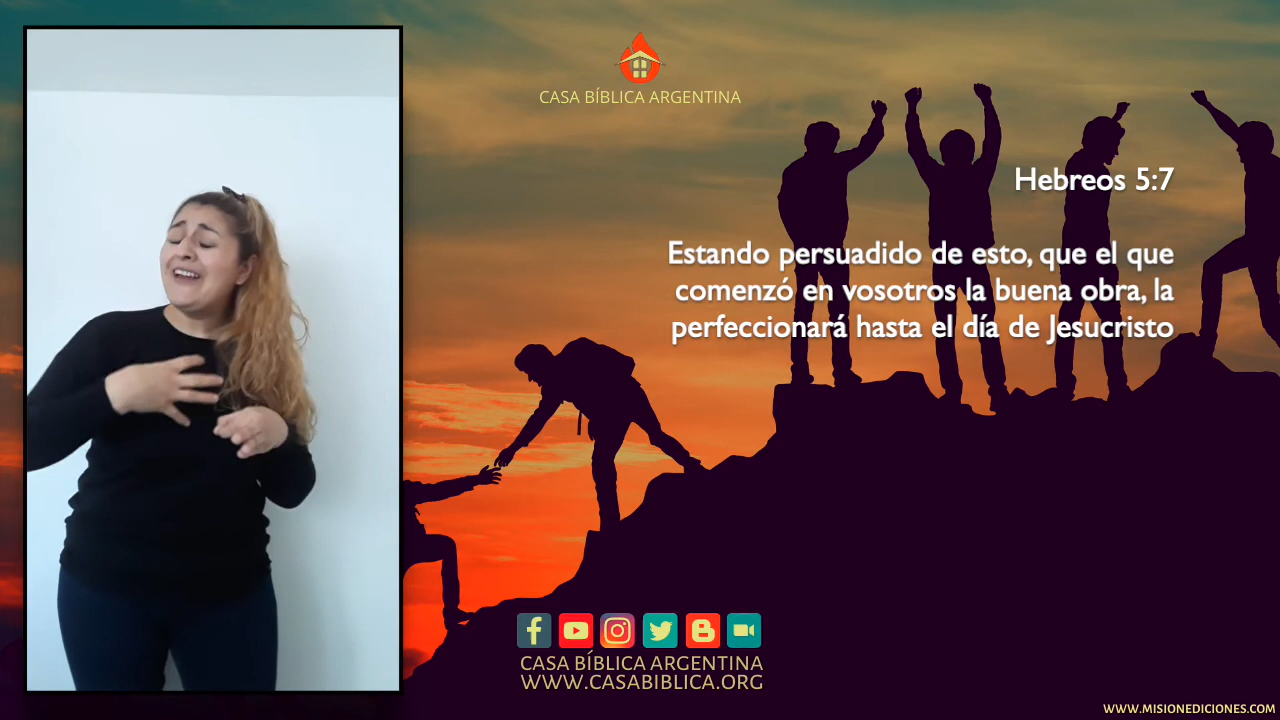 CASA BÍBLICA ARGENTINA
Hebreos 5:7
Estando persuadido de esto, que el que
comenzó en vosotros la buena obra, la
perfeccionará hasta el día de Jesucristo
CASA BÍBLICA ARGENTINA
WWW.CASABIBLICA.ORG
WWW.MISIONEDICIONES.COM